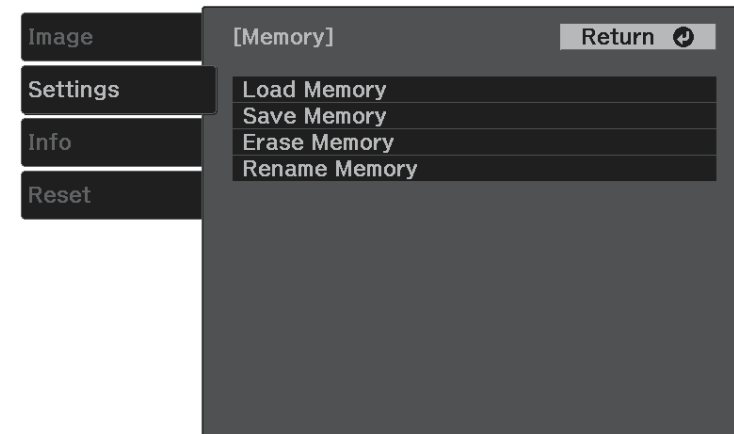 Image
Settings
Info
Reset
[Memory]
Return
Load Memory
Save Memory
Erase Memory
Rename Memory